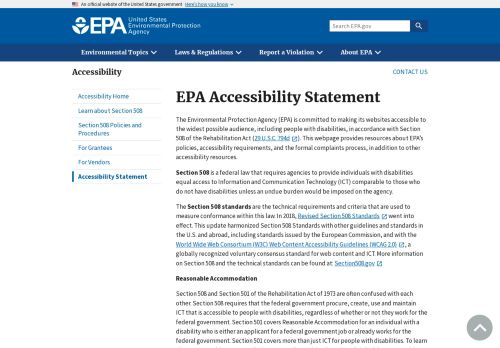 An official website of the United States government Here's how you know
EPA United States Environmental Protection Agency
Search EPA.gov
Environmental Topics Laws & Regulations Report a Violation About EPA
Accessibility
CONTACT US
Accessibility Home
Learn about Section 508
Section 508 Policies and
Procedures
For Grantees
For Vendors
Accessibility Statement
EPA Accessibility Statement
The Environmental Protection Agency (EPA) is committed to making its websites accessible to
the widest possible audience, including people with disabilities, in accordance with Section
508 of the Rehabilitation Act (29 U.S.C. 794d). This webpage provides resources about EPA's
policies, accessibility requirements, and the formal complaints process, in addition to other
accessibility resources.
Section 508 is a federal law that requires agencies to provide individuals with disabilities
equal access to Information and Communication Technology (ICT) comparable to those who
do not have disabilities unless an undue burden would be imposed on the agency.
The Section 508 standards are the technical requirements and criteria that are used to
measure conformance within this law. In 2018, Revised Section 508 Standards went into
effect. This update harmonized Section 508 Standards with other guidelines and standards in
the U.S. and abroad, including standards issued by the European Commission, and with the
World Wide Web Consortium (W3C) Web Content Accessibility Guidelines (WCAG 2.0), a
globally recognized voluntary consensus standard for web content and ICT. More information
on Section 508 and the technical standards can be found at: Section508.gov
Reasonable Accommodation
Section 508 and Section 501 of the Rehabilitation Act of 1973 are often confused with each
other. Section 508 requires that the federal government procure, create, use and maintain
ICT that is accessible to people with disabilities, regardless of whether or not they work for the
federal government. Section 501 covers Reasonable Accommodation for an individual with a
disability who is either an applicant for a federal government job or already works for the
federal government. Section 501 covers more than just ICT for people with disabilities. To learn